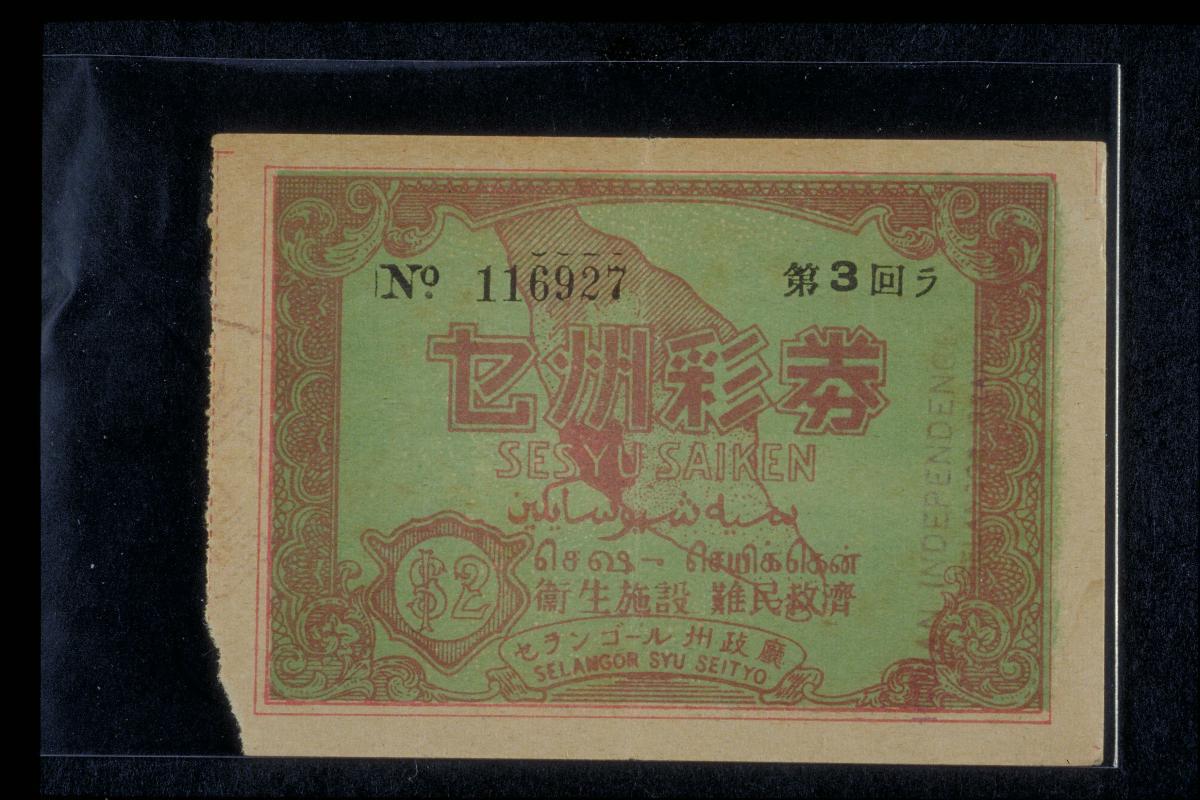 No 116927
第3回ラ
セ州彩券
SESYU SAIKEN
衛生施設 難民救濟
$2
セランゴール州政廳
SELANGOR SYU SEITYO
INDEPENDENCE